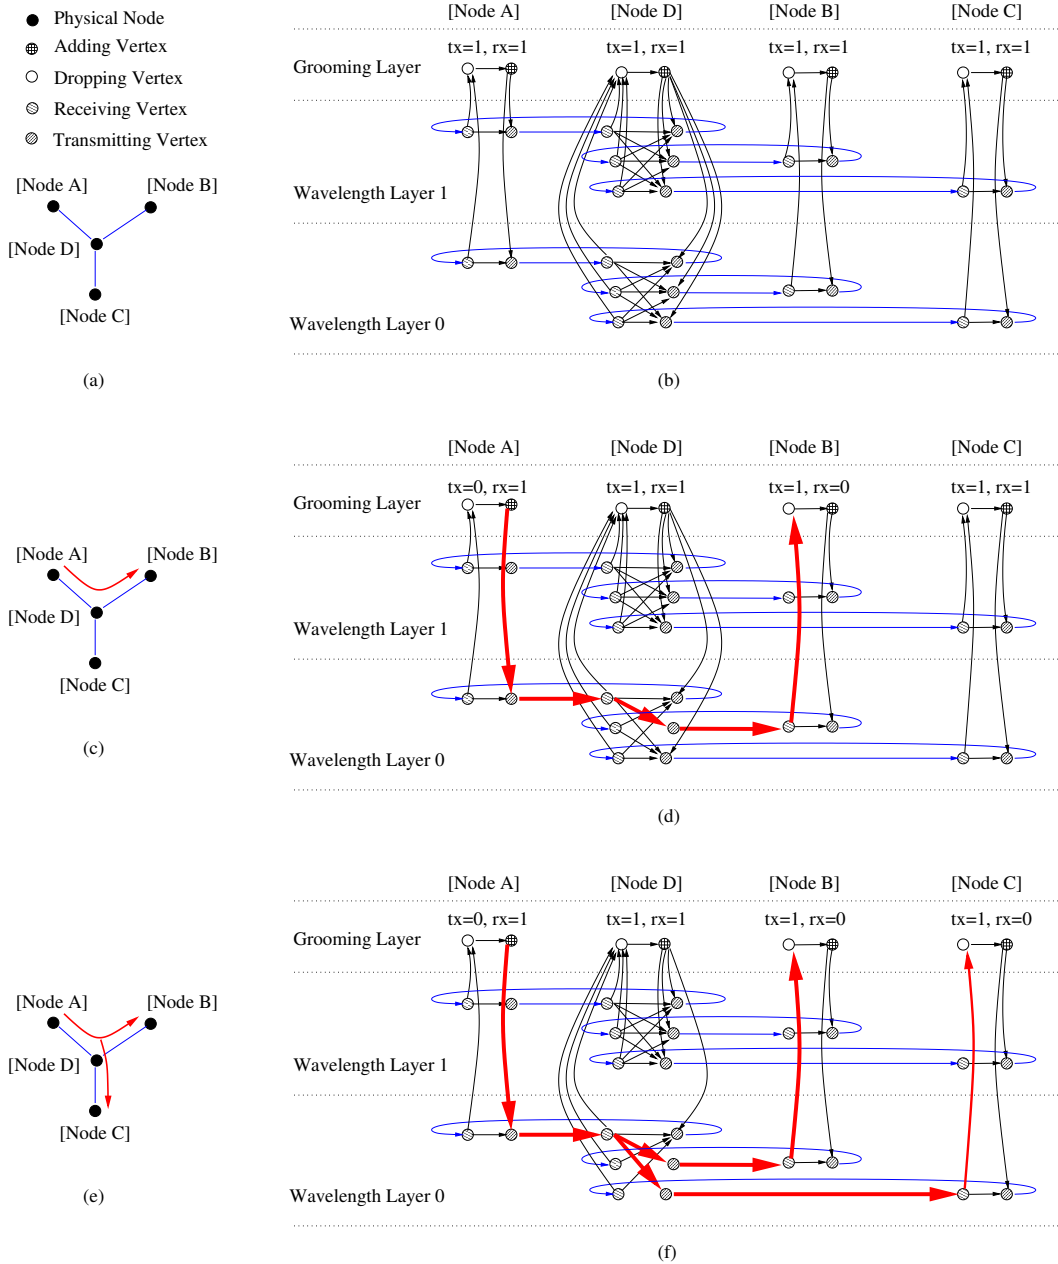 Physical Node
Adding Vertex
Dropping Vertex
Receiving Vertex
Transmitting Vertex
[Node A] [Node B]
[Node D]
[Node C]
(a)
[Node A] [Node D] [Node B] [Node C]
tx=1, rx=1 tx=1, rx=1 tx=1, rx=1 tx=1, rx=1
Grooming Layer
Wavelength Layer 1
Wavelength Layer 0
(b)
[Node A] [Node B]
[Node D]
[Node C]
(c)
[Node A] [Node D] [Node B] [Node C]
tx=0, rx=1 tx=1, rx=1 tx=1, rx=0 tx=1, rx=1
Grooming Layer
Wavelength Layer 1
Wavelength Layer 0
(d)
[Node A] [Node B]
[Node D]
[Node C]
(e)
[Node A] [Node D] [Node B] [Node C]
tx=0, rx=1 tx=1, rx=1 tx=1, rx=0 tx=1, rx=0
Grooming Layer
Wavelength Layer 1
Wavelength Layer 0
(f)